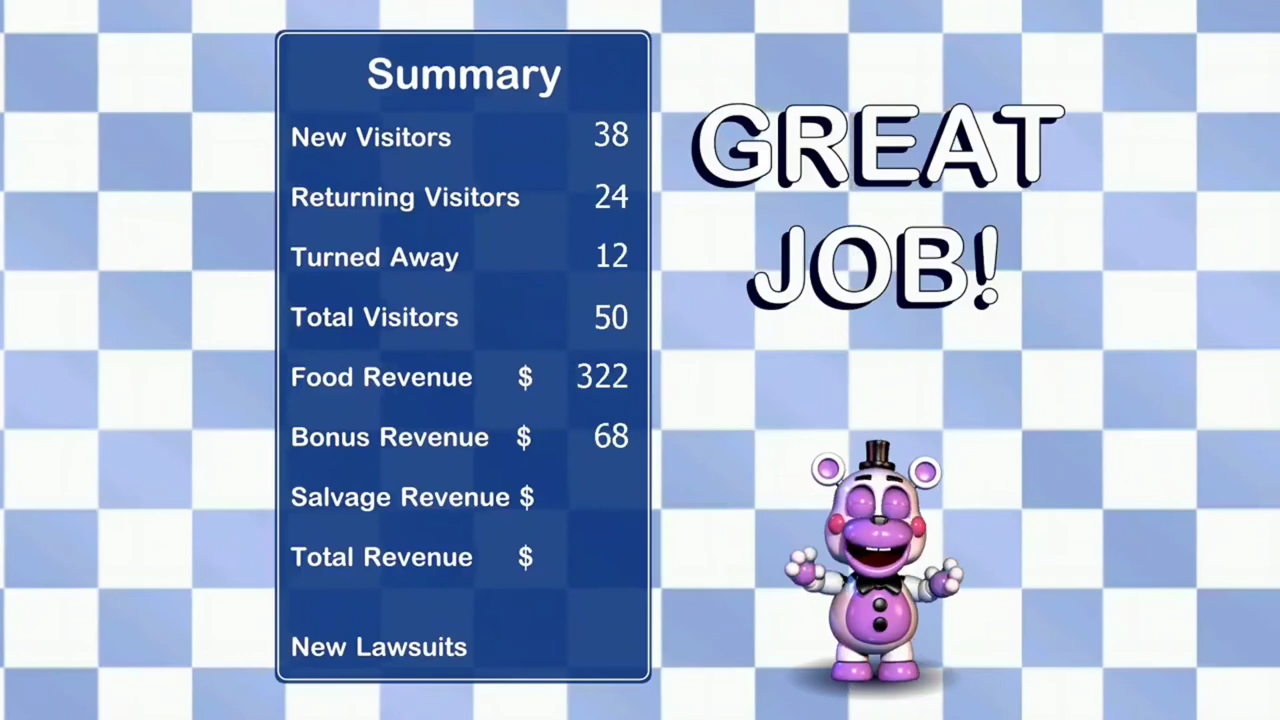 Summary
New Visitors 38
Returning Visitors 24
Turned Away 12
Total Visitors 50
Food Revenue $ 322
Bonus Revenue $ 68
Salvage Revenue $
Total Revenue $
New Lawsuits
GREAT
JOB!